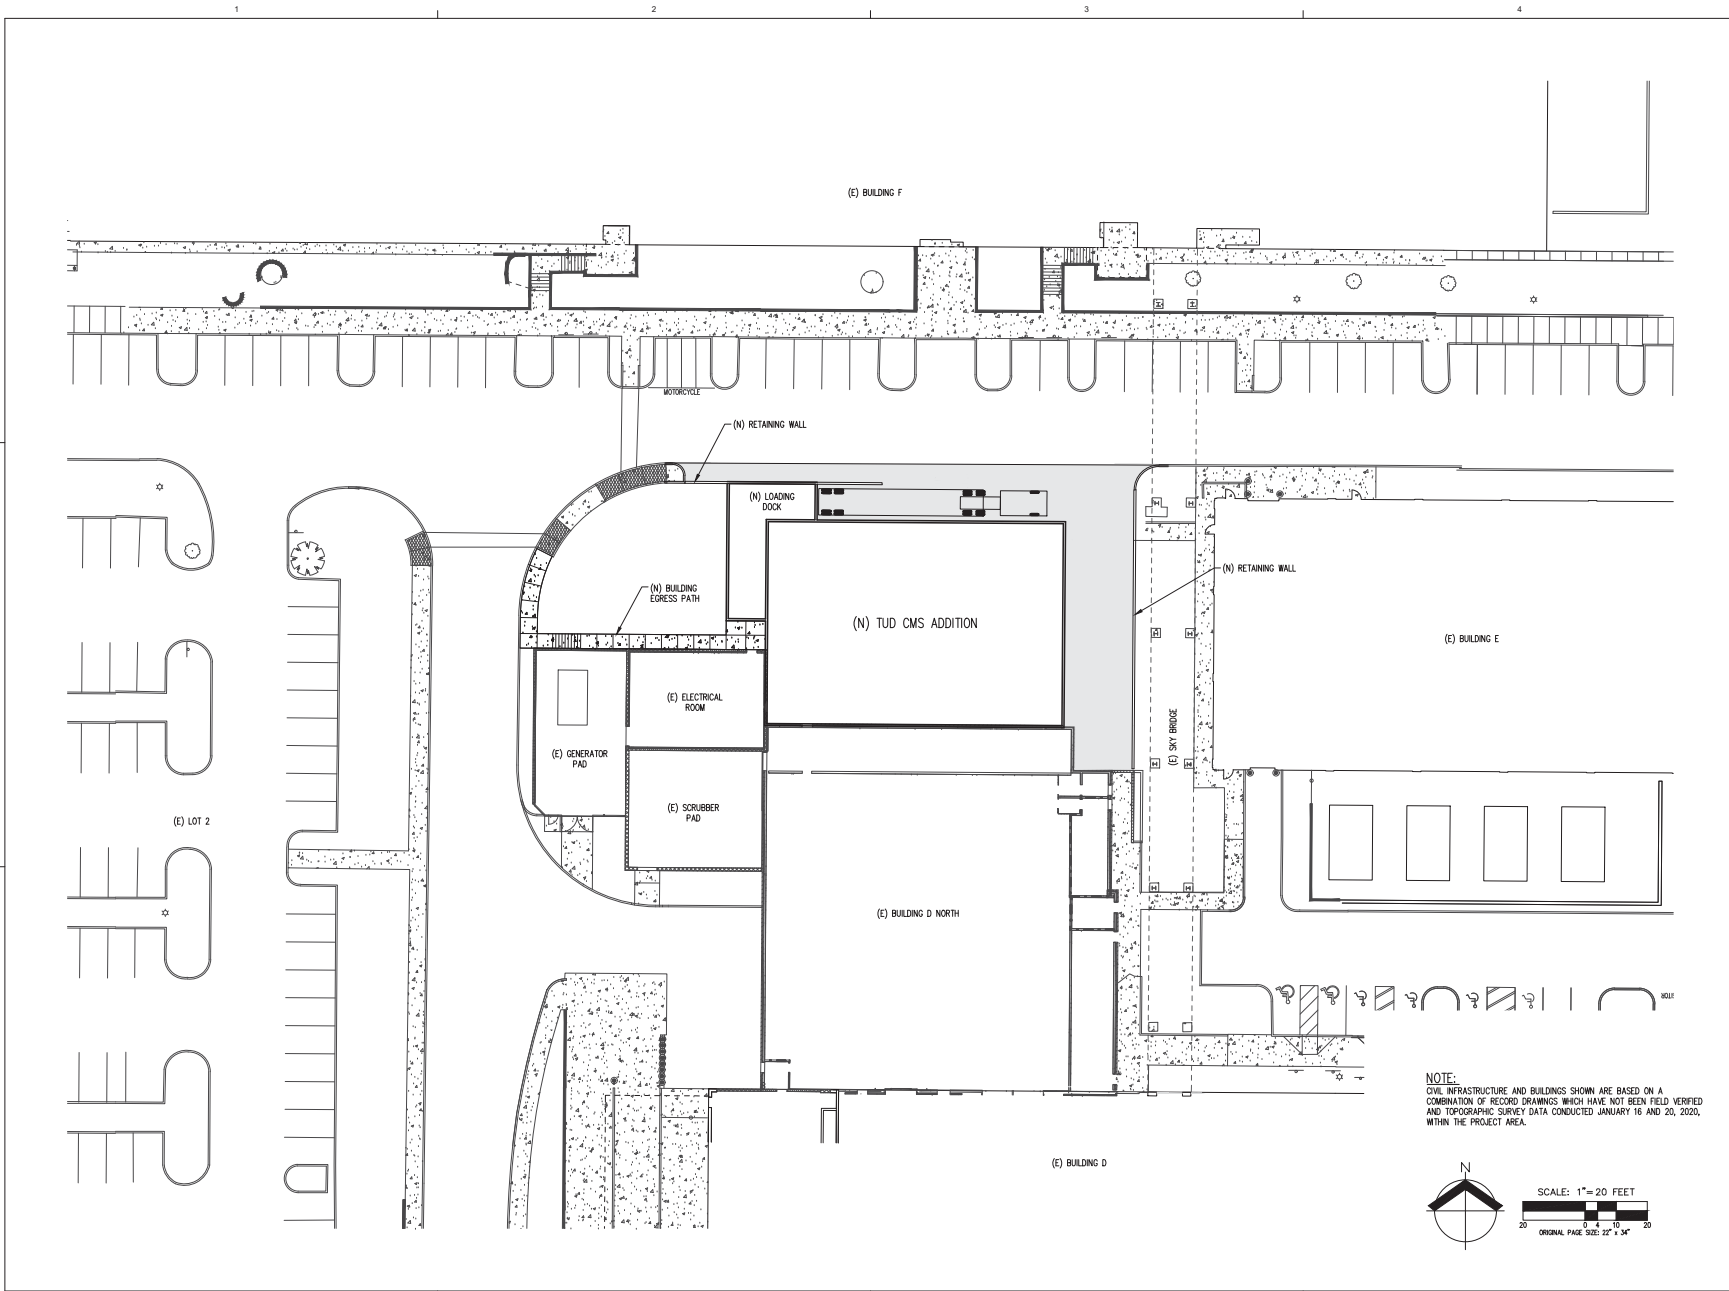 1
2
3
4
(E) BUILDING F
MOTORCYCLE
(N) RETAINING WALL
(N) LOADING
DOCK
(N) RETAINING WALL
(N) BUILDING
EGRESS PATH
(N) TUD CMS ADDITION
(E) BUILDING E
(E) ELECTRICAL
ROOM
(E) SKY BRIDGE
(E) GENERATOR
PAD
(E) SCRUBBER
PAD
(E) LOT 2
(E) BUILDING D NORTH
NOTE:
CIVIL INFRASTRUCTURE AND BUILDINGS SHOWN ARE BASED ON A
COMBINATION OF RECORD DRAWINGS WHICH HAVE NOT BEEN FIELD VERIFIED
AND TOPOGRAPHIC SURVEY DATA CONDUCTED JANUARY 16 AND 20, 2020,
WITHIN THE PROJECT AREA.
(E) BUILDING D
N
SCALE: 1"=20 FEET
20 0 4 10 20
ORIGINAL PAGE SIZE: 22" x 34"